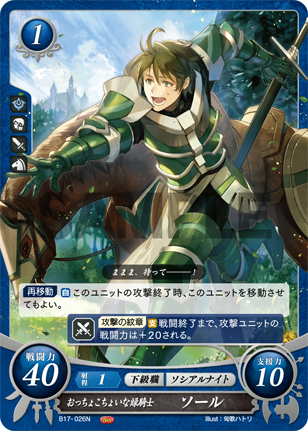 1
ままま、待って——！
再移動 自 このユニットの攻撃終了時、このユニットを移動させ
てもよい。
攻撃の紋章 支 戦闘終了まで、攻撃ユニットの
戦闘力は＋20される。
戦闘力
40
射程 1 下級職 ソシアルナイト
支援力
10
おっちょこちょいな緑騎士 ソール
B17-026N
Illust：匈歌ハトリ